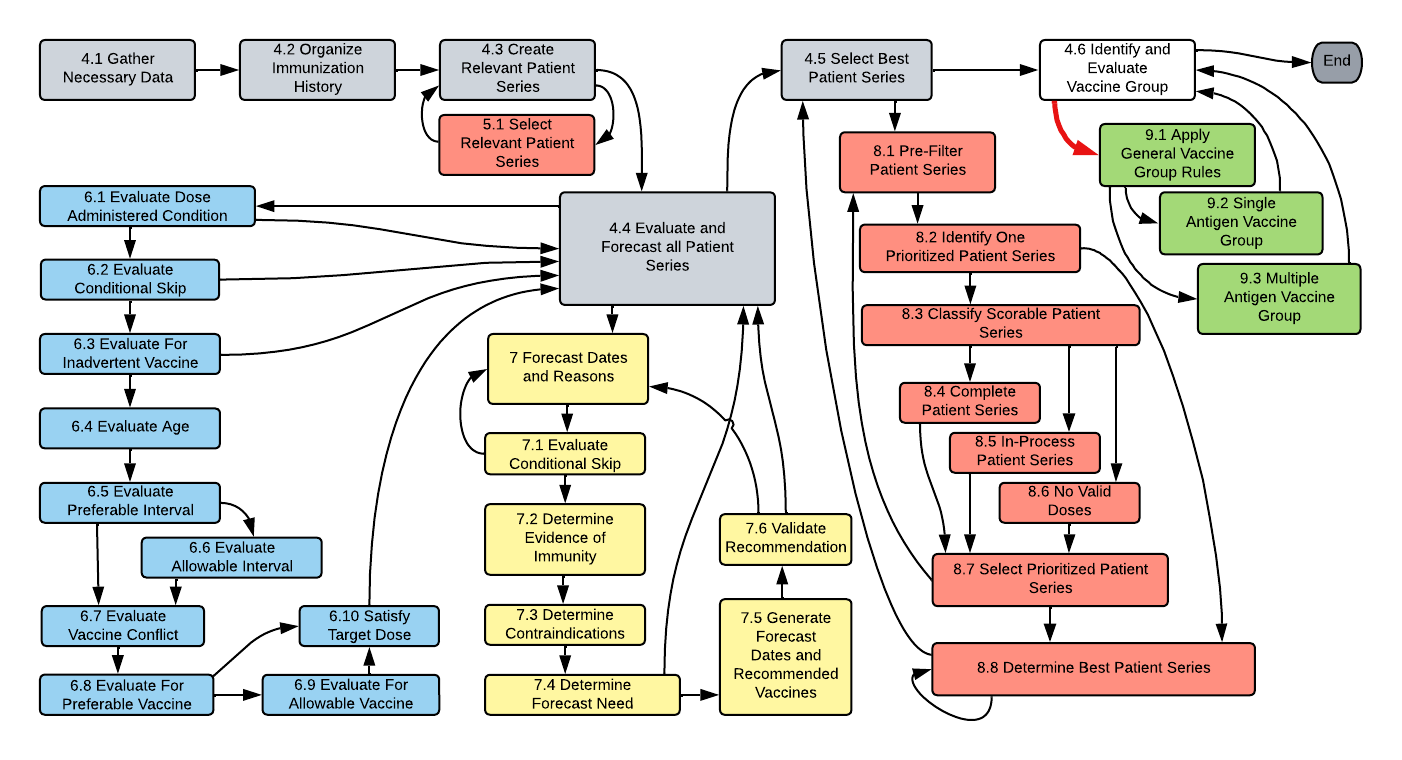 4.1 Gather
Necessary Data
4.2 Organize
Immunization
History
4.3 Create
Relevant Patient
Series
5.1 Select
Relevant Patient
Series
4.5 Select Best
Patient Series
4.6 Identify and
Evaluate
Vaccine Group
End
6.1 Evaluate Dose
Administered Condition
6.2 Evaluate
Conditional Skip
6.3 Evaluate For
Inadvertent Vaccine
6.4 Evaluate Age
6.5 Evaluate
Preferable Interval
6.6 Evaluate
Allowable Interval
6.7 Evaluate
Vaccine Conflict
6.8 Evaluate For
Preferable Vaccine
6.9 Evaluate For
Allowable Vaccine
6.10 Satisfy
Target Dose
4.4 Evaluate and
Forecast all Patient
Series
7 Forecast Dates
and Reasons
7.1 Evaluate
Conditional Skip
7.2 Determine
Evidence of
Immunity
7.3 Determine
Contraindications
7.4 Determine
Forecast Need
7.5 Generate
Forecast
Dates and
Recommended
Vaccines
7.6 Validate
Recommendation
8.1 Pre-Filter
Patient Series
8.2 Identify One
Prioritized Patient Series
8.3 Classify Scorable Patient
Series
8.4 Complete
Patient Series
8.5 In-Process
Patient Series
8.6 No Valid
Doses
8.7 Select Prioritized Patient
Series
8.8 Determine Best Patient Series
9.1 Apply
General Vaccine
Group Rules
9.2 Single
Antigen Vaccine
Group
9.3 Multiple
Antigen Vaccine
Group